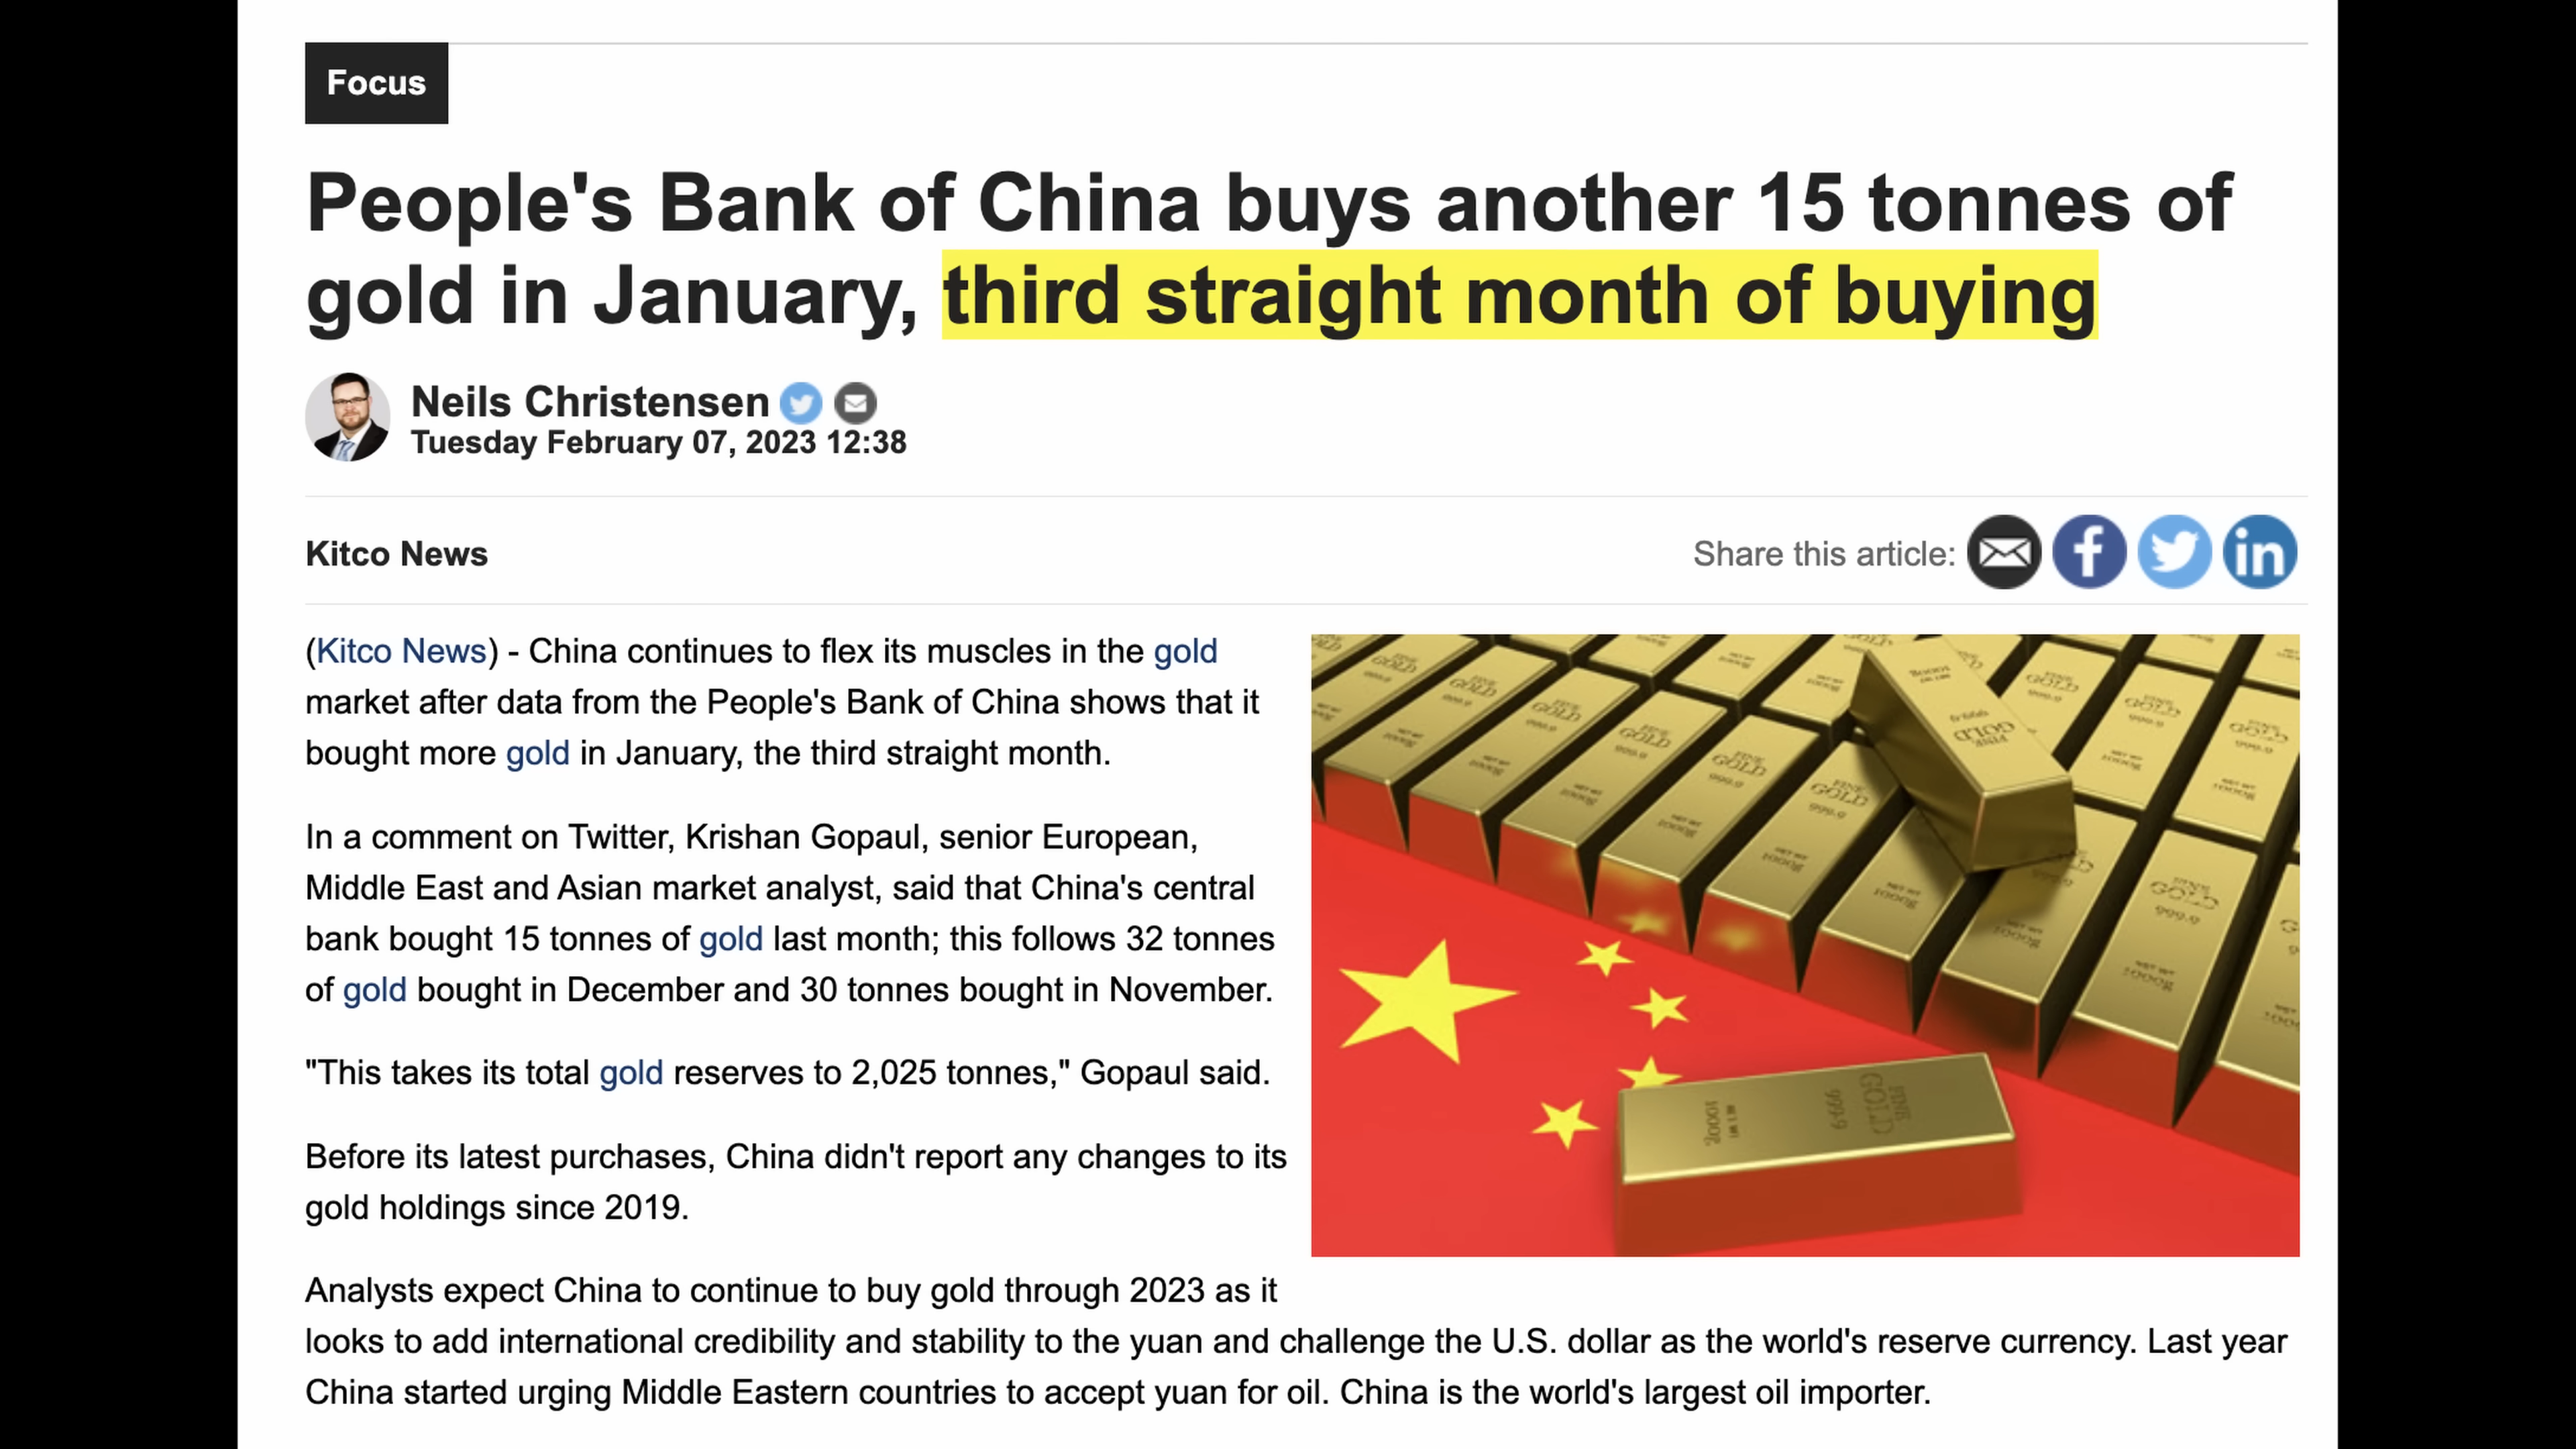 Focus
People's Bank of China buys another 15 tonnes of
gold in January, third straight month of buying
Neils Christensen
Tuesday February 07, 2023 12:38
Kitco News
Share this article:
(Kitco News) - China continues to flex its muscles in the gold
market after data from the People's Bank of China shows that it
bought more gold in January, the third straight month.
In a comment on Twitter, Krishan Gopaul, senior European,
Middle East and Asian market analyst, said that China's central
bank bought 15 tonnes of gold last month; this follows 32 tonnes
of gold bought in December and 30 tonnes bought in November.
"This takes its total gold reserves to 2,025 tonnes," Gopaul said.
Before its latest purchases, China didn't report any changes to its
gold holdings since 2019.
Analysts expect China to continue to buy gold through 2023 as it
looks to add international credibility and stability to the yuan and challenge the U.S. dollar as the world's reserve currency. Last year
China started urging Middle Eastern countries to accept yuan for oil. China is the world's largest oil importer.
FINE
GOLD
999.9